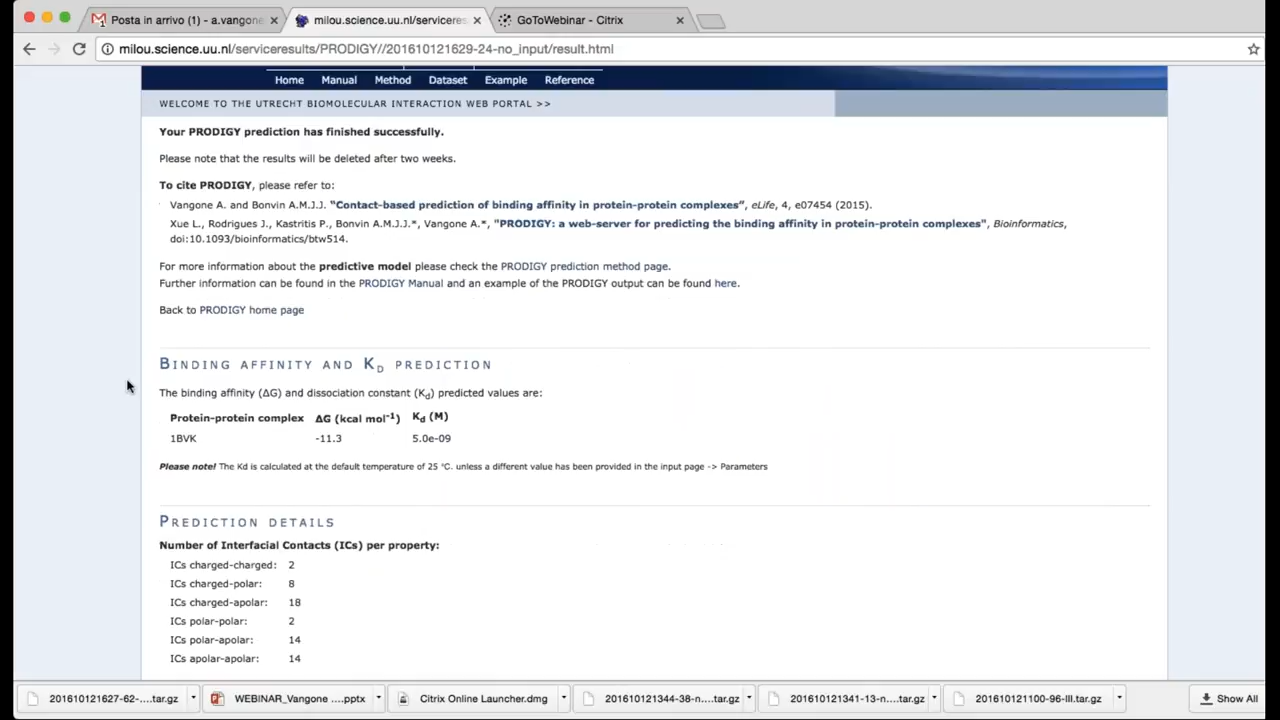 Posta in arrivo (1) - a.vangone
milou.science.uu.nl/serviceres
GoToWebinar - Citrix
milou.science.uu.nl/serviceresults/PRODIGY//201610121629-24-no_input/result.html
Home Manual Method Dataset Example Reference
WELCOME TO THE UTRECHT BIOMOLECULAR INTERACTION WEB PORTAL >>
Your PRODIGY prediction has finished successfully.
Please note that the results will be deleted after two weeks.
To cite PRODIGY, please refer to:
Vangone A. and Bonvin A.M.J.J. "Contact-based prediction of binding affinity in protein-protein complexes", eLife, 4, e07454 (2015).
Xue L., Rodrigues J., Kastritis P., Bonvin A.M.J.J.*, Vangone A.*, "PRODIGY: a web-server for predicting the binding affinity in protein-protein complexes", Bioinformatics,
doi:10.1093/bioinformatics/btw514.
For more information about the predictive model please check the PRODIGY prediction method page.
Further information can be found in the PRODIGY Manual and an example of the PRODIGY output can be found here.
Back to PRODIGY home page
BINDING AFFINITY AND KD PREDICTION
The binding affinity (ΔG) and dissociation constant (Kd) predicted values are:
Protein-protein complex ΔG (kcal mol-1) Kd (M)
1BVK -11.3 5.0e-09
Please note! The Kd is calculated at the default temperature of 25 °C. unless a different value has been provided in the input page -> Parameters
PREDICTION DETAILS
Number of Interfacial Contacts (ICs) per property:
ICs charged-charged: 2
ICs charged-polar: 8
ICs charged-apolar: 18
ICs polar-polar: 2
ICs polar-apolar: 14
ICs apolar-apolar: 14
201610121627-62-....tar.gz
WEBINAR_Vangone ....pptx
Citrix Online Launcher.dmg
201610121344-38-n....tar.gz
201610121341-13-n....tar.gz
201610121100-96-III.tar.gz
Show All